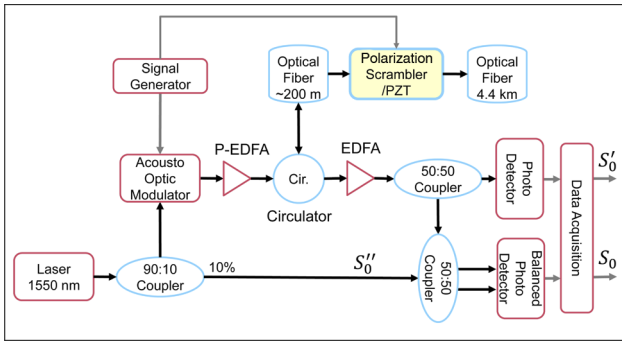 Signal
Generator
Optical
Fiber
~200 m
Polarization
Scrambler
/PZT
Optical
Fiber
4.4 km
P-EDFA
EDFA
Acousto
Optic
Modulator
Cir.
Circulator
50:50
Coupler
Photo
Detector
Data Acquisition
S₀′
Laser
1550 nm
90:10
Coupler
10%
S₀′′
50:50
Coupler
Balanced
Photo
Detector
S₀